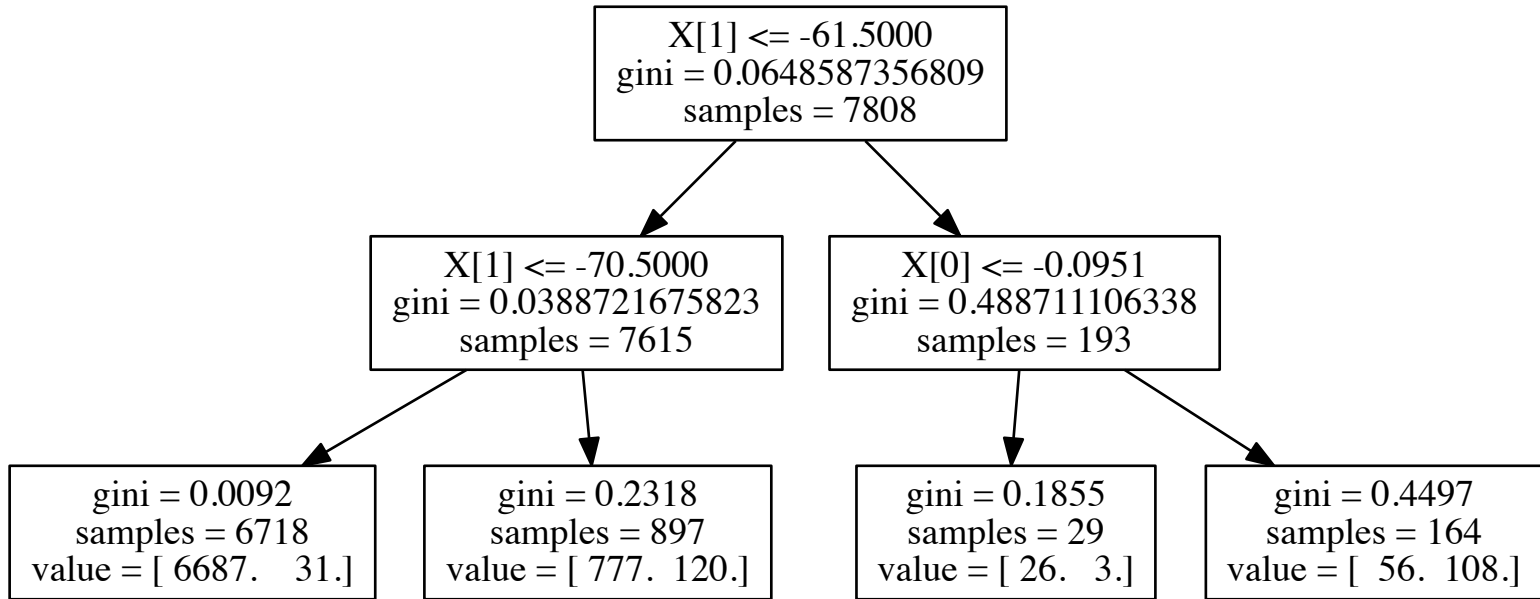 X[1] <= -61.5000
gini = 0.0648587356809
samples = 7808
X[1] <= -70.5000
gini = 0.0388721675823
samples = 7615
X[0] <= -0.0951
gini = 0.488711106338
samples = 193
gini = 0.0092
samples = 6718
value = [ 6687.    31.]
gini = 0.2318
samples = 897
value = [ 777.  120.]
gini = 0.1855
samples = 29
value = [ 26.   3.]
gini = 0.4497
samples = 164
value = [  56.  108.]